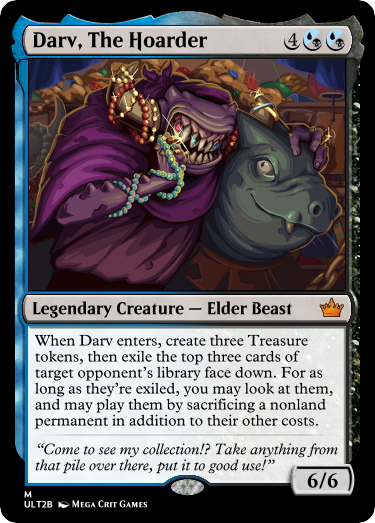 Darv, The Hoarder 4
Legendary Creature — Elder Beast
When Darv enters, create three Treasure
tokens, then exile the top three cards of
target opponent's library face down. For as
long as they're exiled, you may look at them,
and may play them by sacrificing a nonland
permanent in addition to their other costs.
“Come to see my collection!? Take anything from
that pile over there, put it to good use!”
6/6
M
ULT2B Mega Crit Games